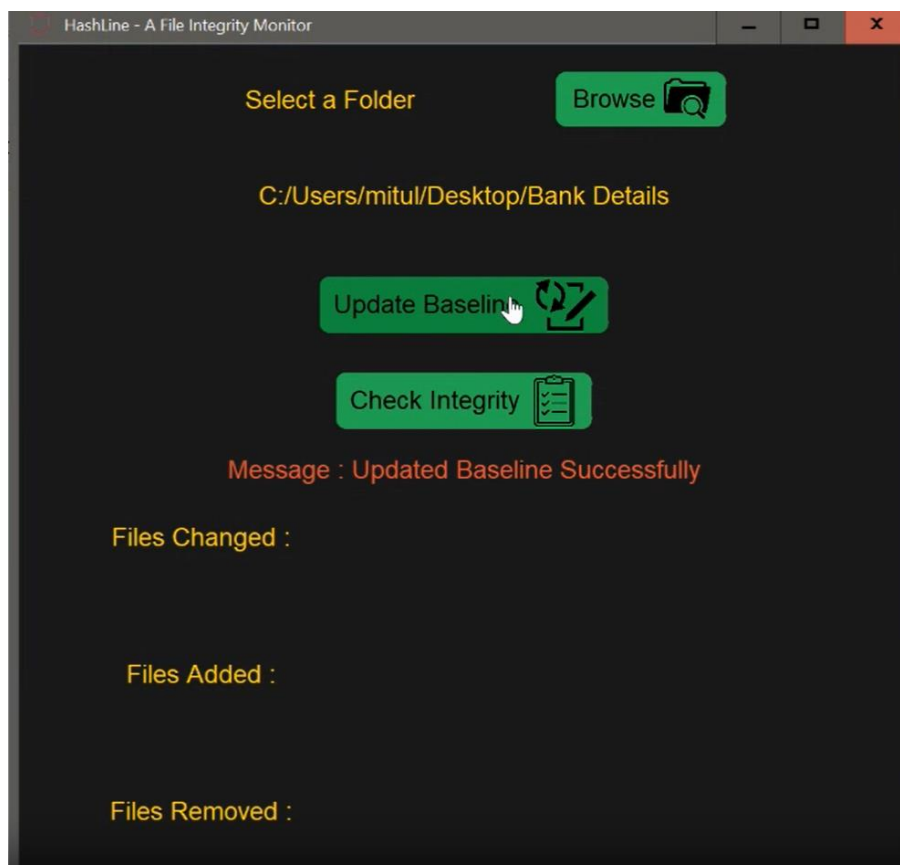 HashLine - A File Integrity Monitor
Select a Folder
Browse
C:/Users/mitul/Desktop/Bank Details
Update Baseline
Check Integrity
Message : Updated Baseline Successfully
Files Changed :
Files Added :
Files Removed :